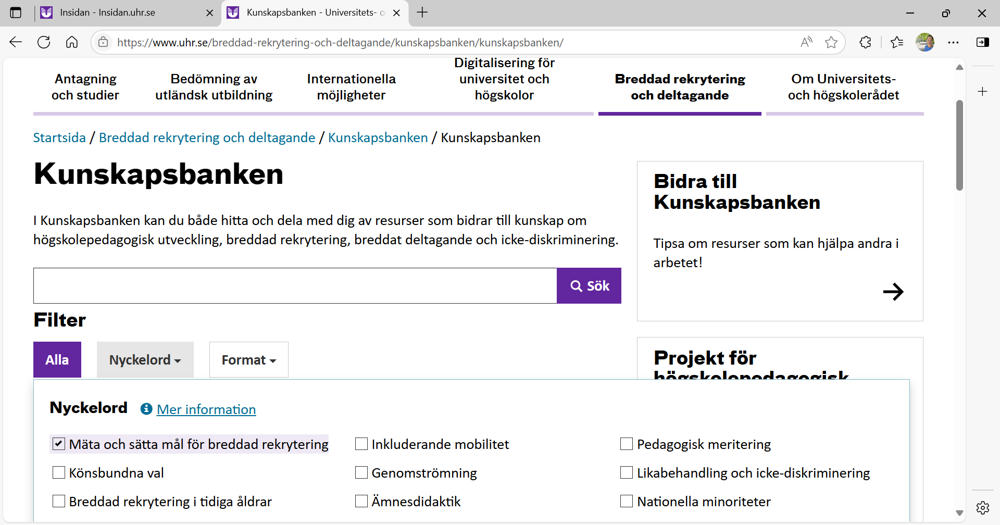 Insidan - Insidan.uhr.se
Kunskapsbanken - Universitets-
https://www.uhr.se/breddad-rekrytering-och-deltagande/kunskapsbanken/kunskapsbanken/
Antagning
och studier
Bedömning av
utländsk utbildning
Internationella
möjligheter
Digitalisering för
universitet och
högskolor
Breddad rekrytering
och deltagande
Om Universitets-
och högskolerådet
Startsida / Breddad rekrytering och deltagande / Kunskapsbanken / Kunskapsbanken
Kunskapsbanken
I Kunskapsbanken kan du både hitta och dela med dig av resurser som bidrar till kunskap om
högskolepedagogisk utveckling, breddad rekrytering, breddat deltagande och icke-diskriminering.
Sök
Filter
Alla
Nyckelord
Format
Bidra till
Kunskapsbanken
Tipsa om resurser som kan hjälpa andra i
arbetet!
Projekt för
högskolepedagogisk
Nyckelord
Mer information
Mäta och sätta mål för breddad rekrytering
Inkluderande mobilitet
Pedagogisk meritering
Könsbundna val
Genomströmning
Likabehandling och icke-diskriminering
Breddad rekrytering i tidiga åldrar
Ämnesdidaktik
Nationella minoriteter